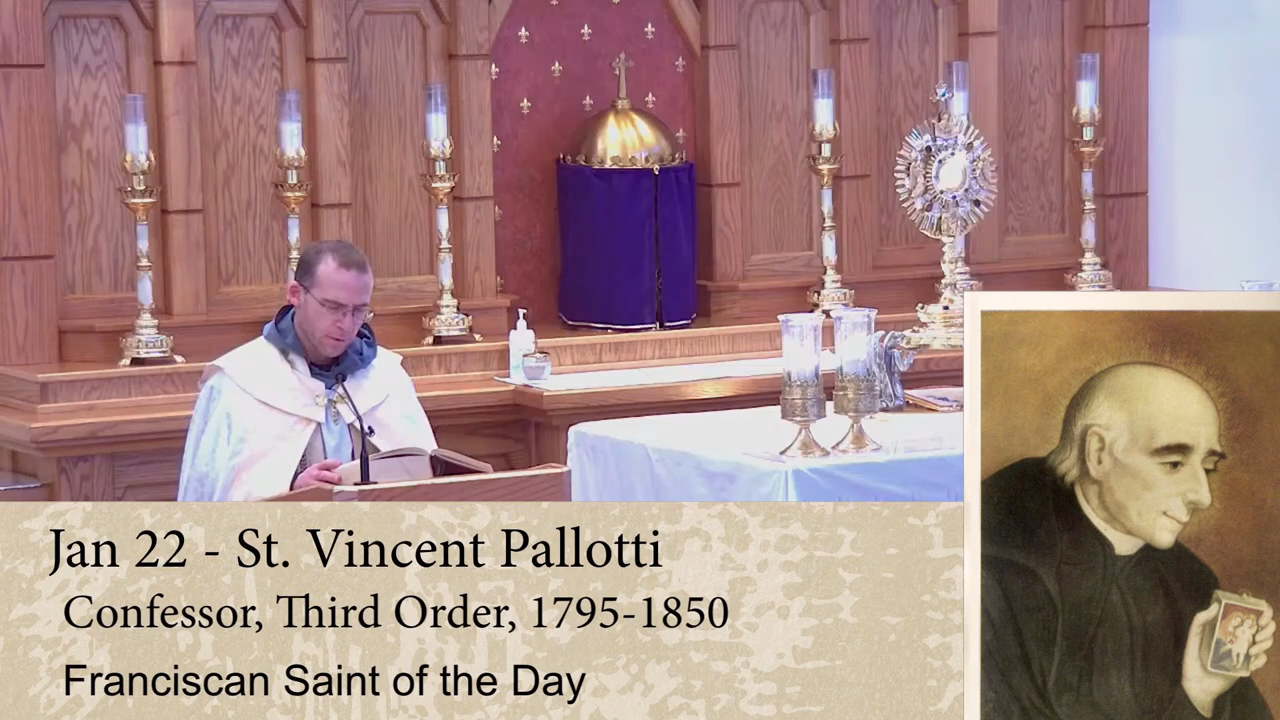 Jan 22 - St. Vincent Pallotti
Confessor, Third Order, 1795-1850
Franciscan Saint of the Day